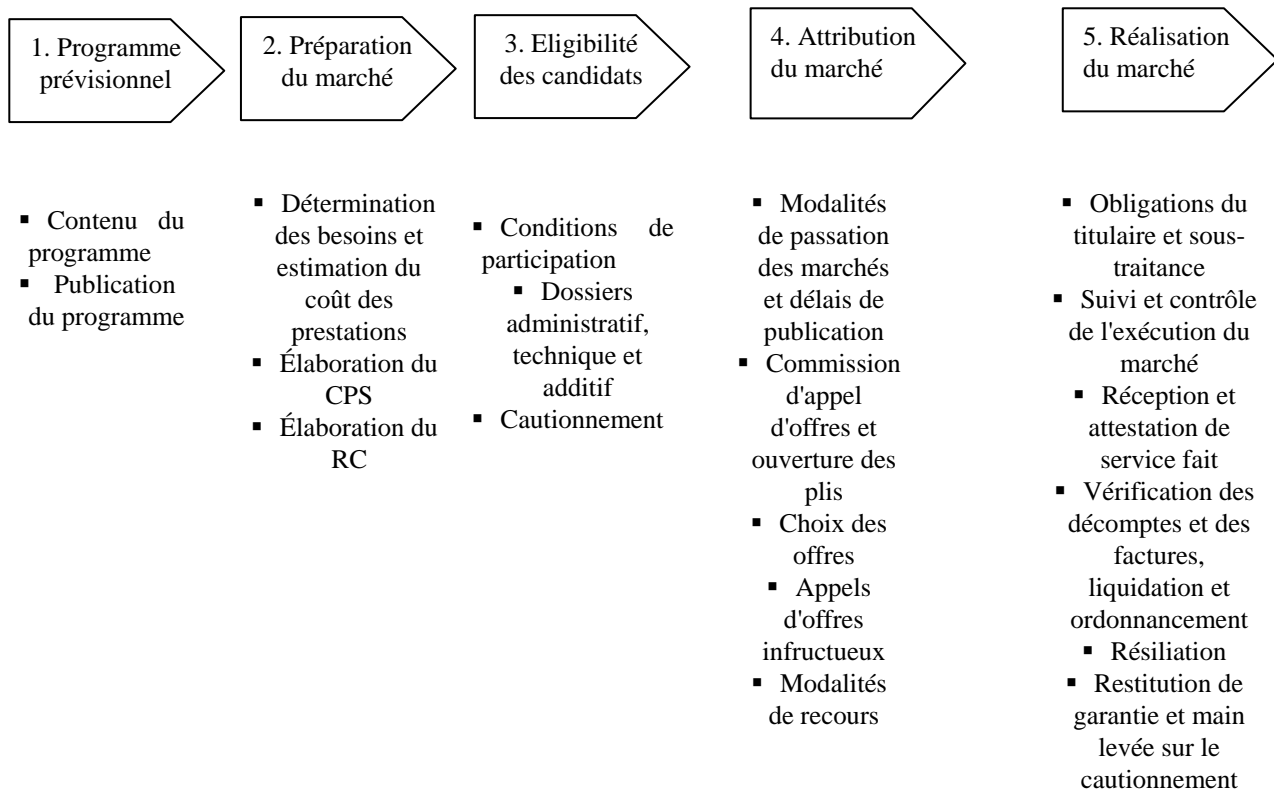 1. Programme
prévisionnel
2. Préparation
du marché
3. Eligibilité
des candidats
4. Attribution
du marché
5. Réalisation
du marché
▪ Contenu du
programme
▪ Publication
du programme
▪ Détermination
des besoins et
estimation du
coût des
prestations
▪ Élaboration du
CPS
▪ Élaboration du
RC
▪ Conditions de
participation
▪ Dossiers
administratif,
technique et
additif
▪ Cautionnement
▪ Modalités
de passation
des marchés
et délais de
publication
▪ Commission
d'appel
d'offres et
ouverture des
plis
▪ Choix des
offres
▪ Appels
d'offres
infructueux
▪ Modalités
de recours
▪ Obligations du
titulaire et sous-
traitance
▪ Suivi et contrôle
de l'exécution du
marché
▪ Réception et
attestation de
service fait
▪ Vérification des
décomptes et des
factures,
liquidation et
ordonnancement
▪ Résiliation
▪ Restitution de
garantie et main
levée sur le
cautionnement